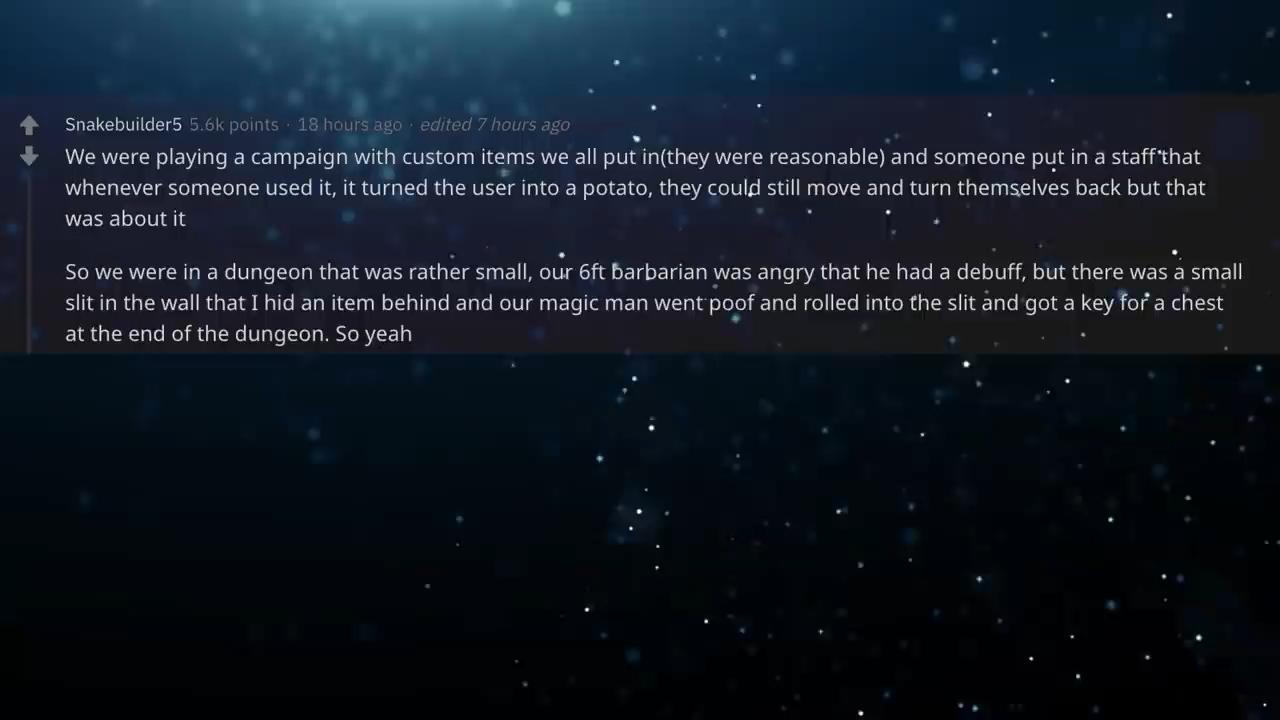 Snakebuilder5 5.6k points · 18 hours ago · edited 7 hours ago
We were playing a campaign with custom items we all put in(they were reasonable) and someone put in a staff that
whenever someone used it, it turned the user into a potato, they could still move and turn themselves back but that
was about it
So we were in a dungeon that was rather small, our 6ft barbarian was angry that he had a debuff, but there was a small
slit in the wall that I hid an item behind and our magic man went poof and rolled into the slit and got a key for a chest
at the end of the dungeon. So yeah